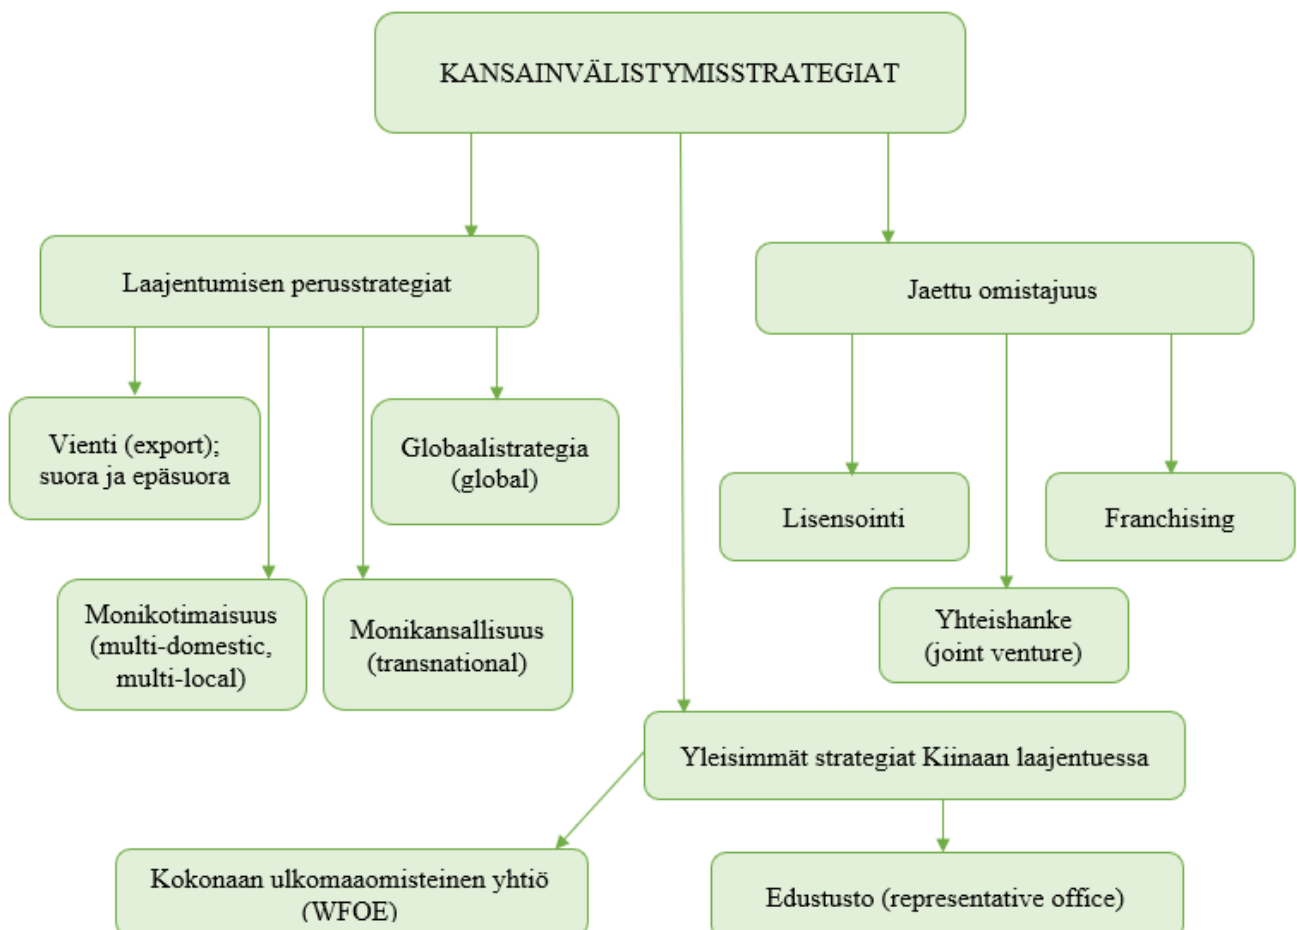 KANSAINVÄLISTYMISSTRATEGIAT
Laajentumisen perusstrategiat
Jaettu omistajuus
Vienti (export);
suora ja epäsuora
Globaalistrategia
(global)
Lisensointi
Franchising
Monikotimaisuus
(multi-domestic,
multi-local)
Monikansallisuus
(transnational)
Yhteishanke
(joint venture)
Yleisimmät strategiat Kiinaan laajentuessa
Kokonaan ulkomaaomisteinen yhtiö
(WFOE)
Edustusto (representative office)